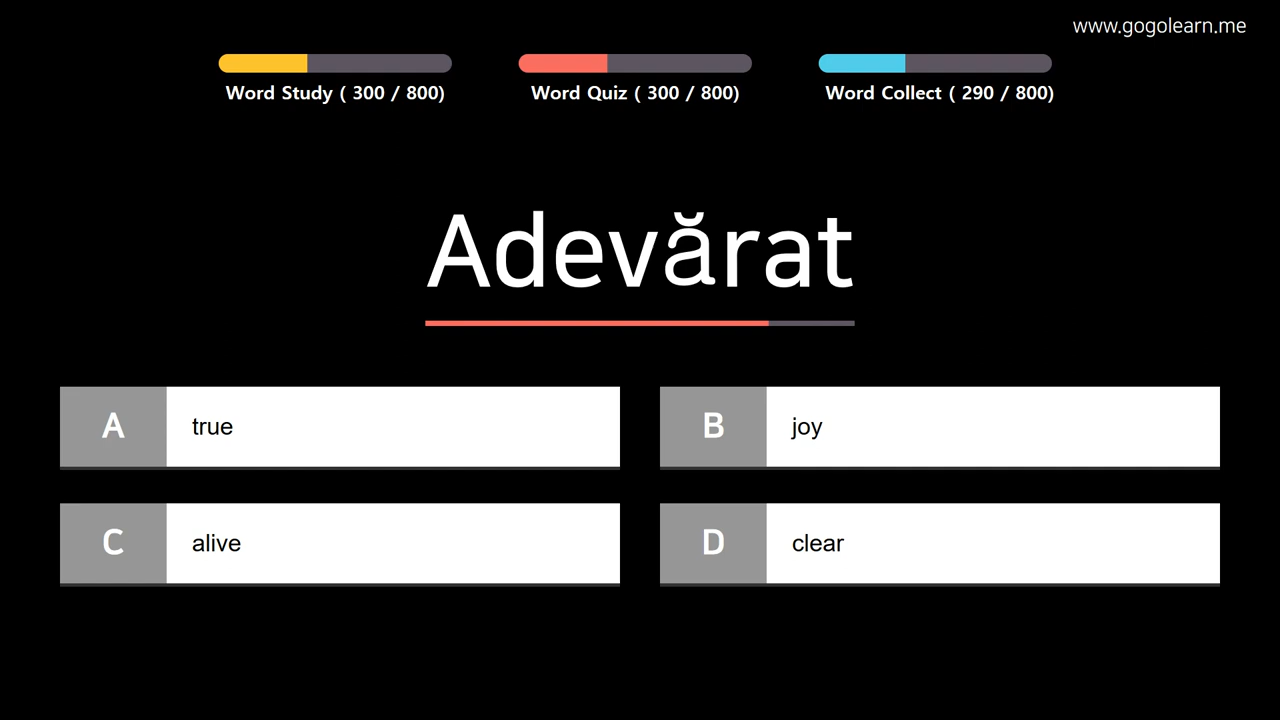 www.gogolearn.me
Word Study ( 300 / 800)
Word Quiz ( 300 / 800)
Word Collect ( 290 / 800)
Adevărat
A true
B joy
C alive
D clear